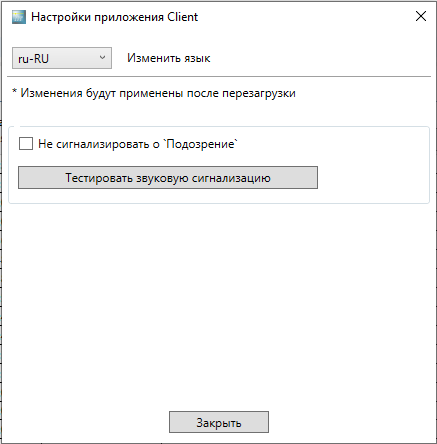 Настройки приложения Client
ru-RU
Изменить язык
* Изменения будут применены после перезагрузки
Не сигнализировать о `Подозрение`
Тестировать звуковую сигнализацию
Закрыть